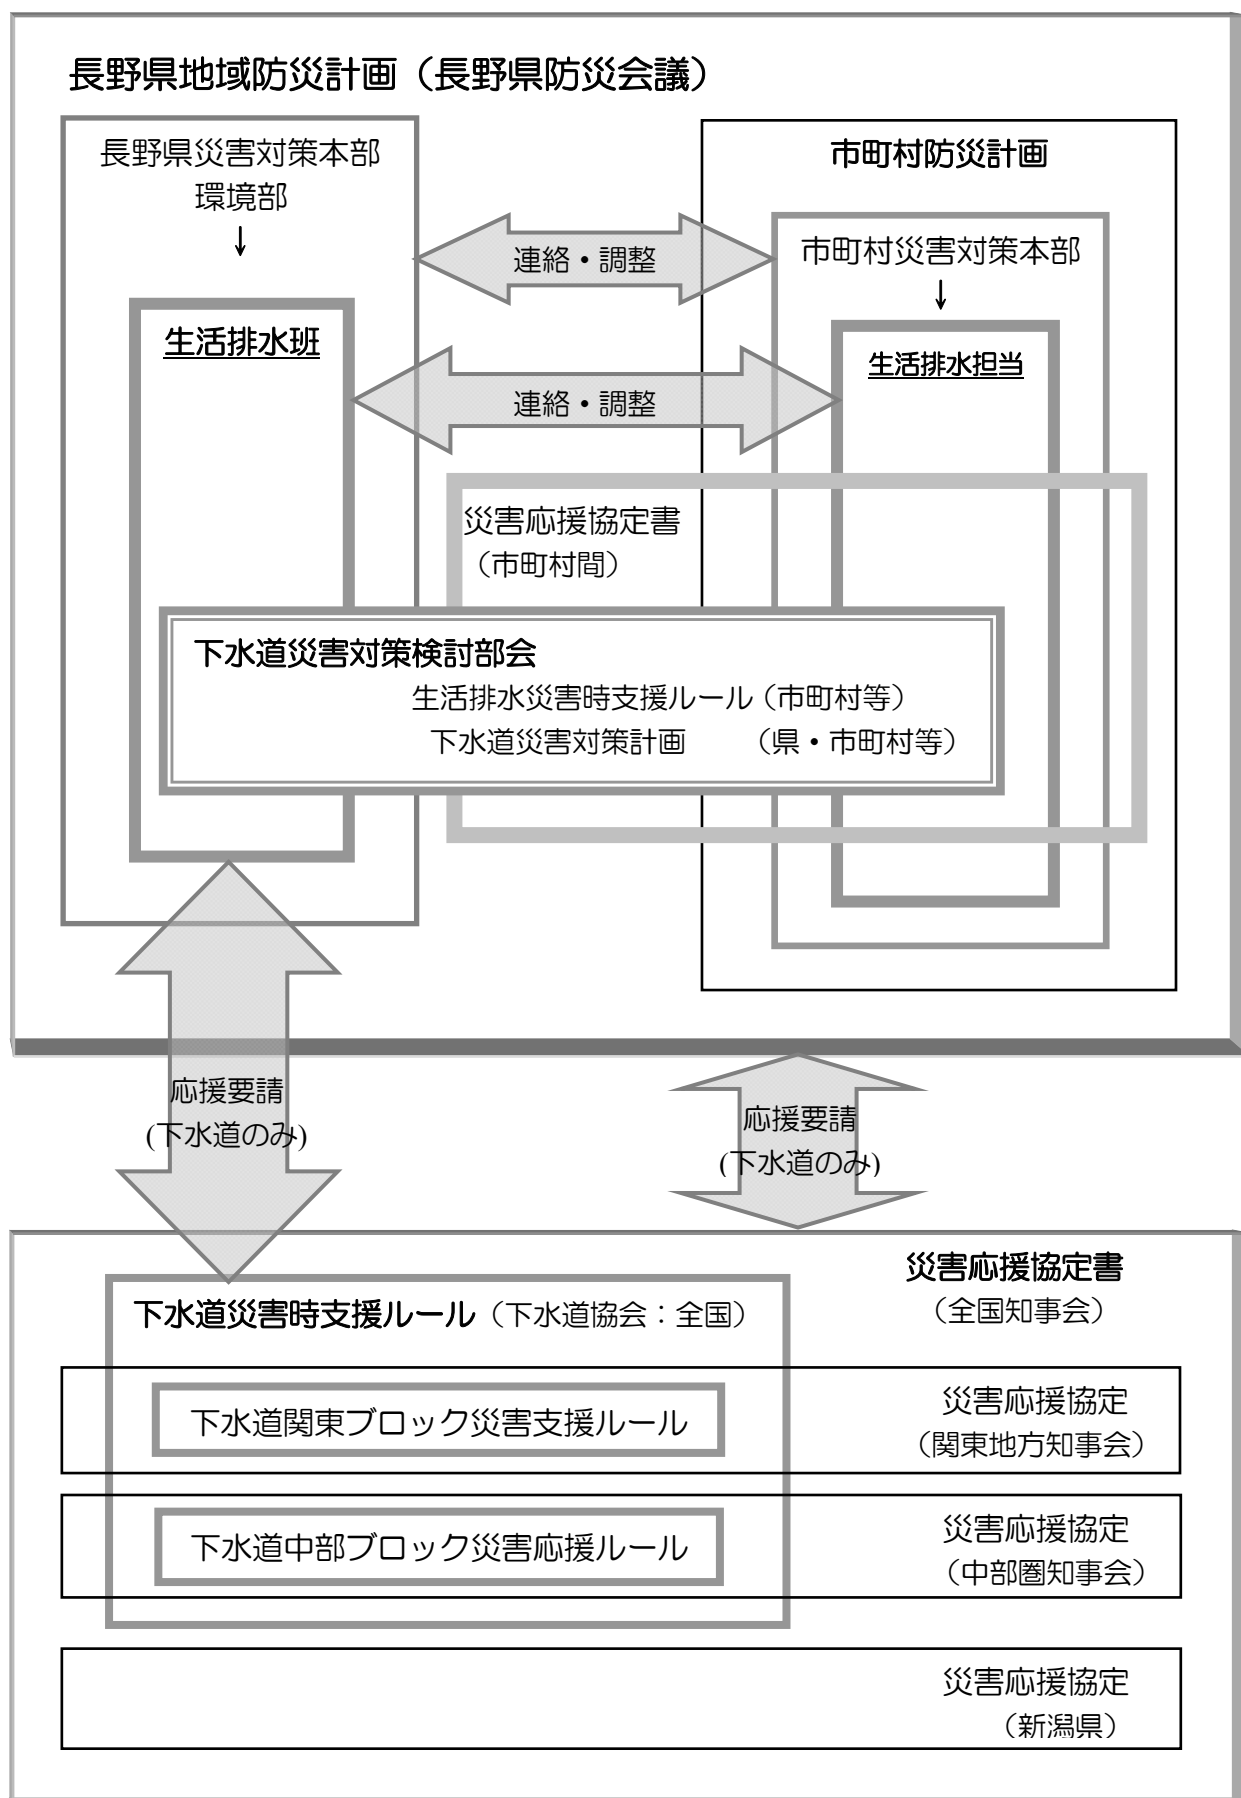 長野県地域防災計画（長野県防災会議）
長野県災害対策本部
環境部
↓
生活排水班
市町村防災計画
市町村災害対策本部
↓
生活排水担当
連絡・調整
連絡・調整
災害応援協定書
（市町村間）
下水道災害対策検討部会
生活排水災害時支援ルール（市町村等）
下水道災害対策計画　　（県・市町村等）
応援要請
(下水道のみ)
応援要請
(下水道のみ)
災害応援協定書
（全国知事会）
下水道災害時支援ルール（下水道協会：全国）
下水道関東ブロック災害支援ルール
災害応援協定
（関東地方知事会）
下水道中部ブロック災害応援ルール
災害応援協定
（中部圏知事会）
災害応援協定
（新潟県）